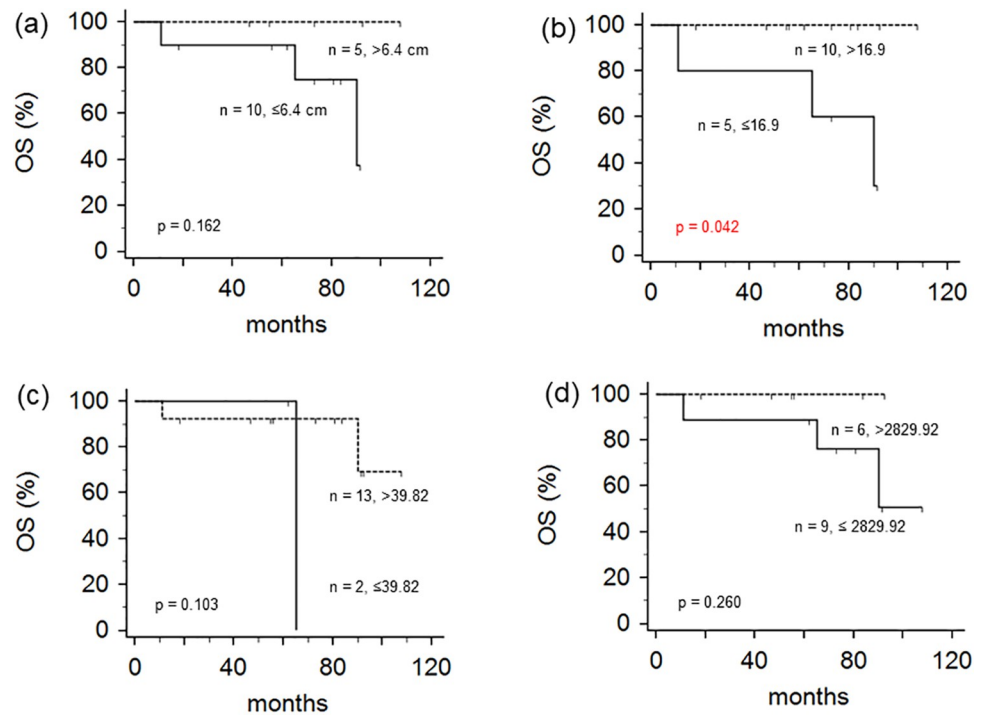 (a)
100
80
60
40
20
0
OS (%)
n = 5, >6.4 cm
n = 10, ≤6.4 cm
p = 0.162
0 40 80 120
months
(b)
100
80
60
40
20
0
OS (%)
n = 10, >16.9
n = 5, ≤16.9
p = 0.042
0 40 80 120
months
(c)
100
80
60
40
20
0
OS (%)
n = 13, >39.82
n = 2, ≤39.82
p = 0.103
0 40 80 120
months
(d)
100
80
60
40
20
0
OS (%)
n = 6, >2829.92
n = 9, ≤ 2829.92
p = 0.260
0 40 80 120
months